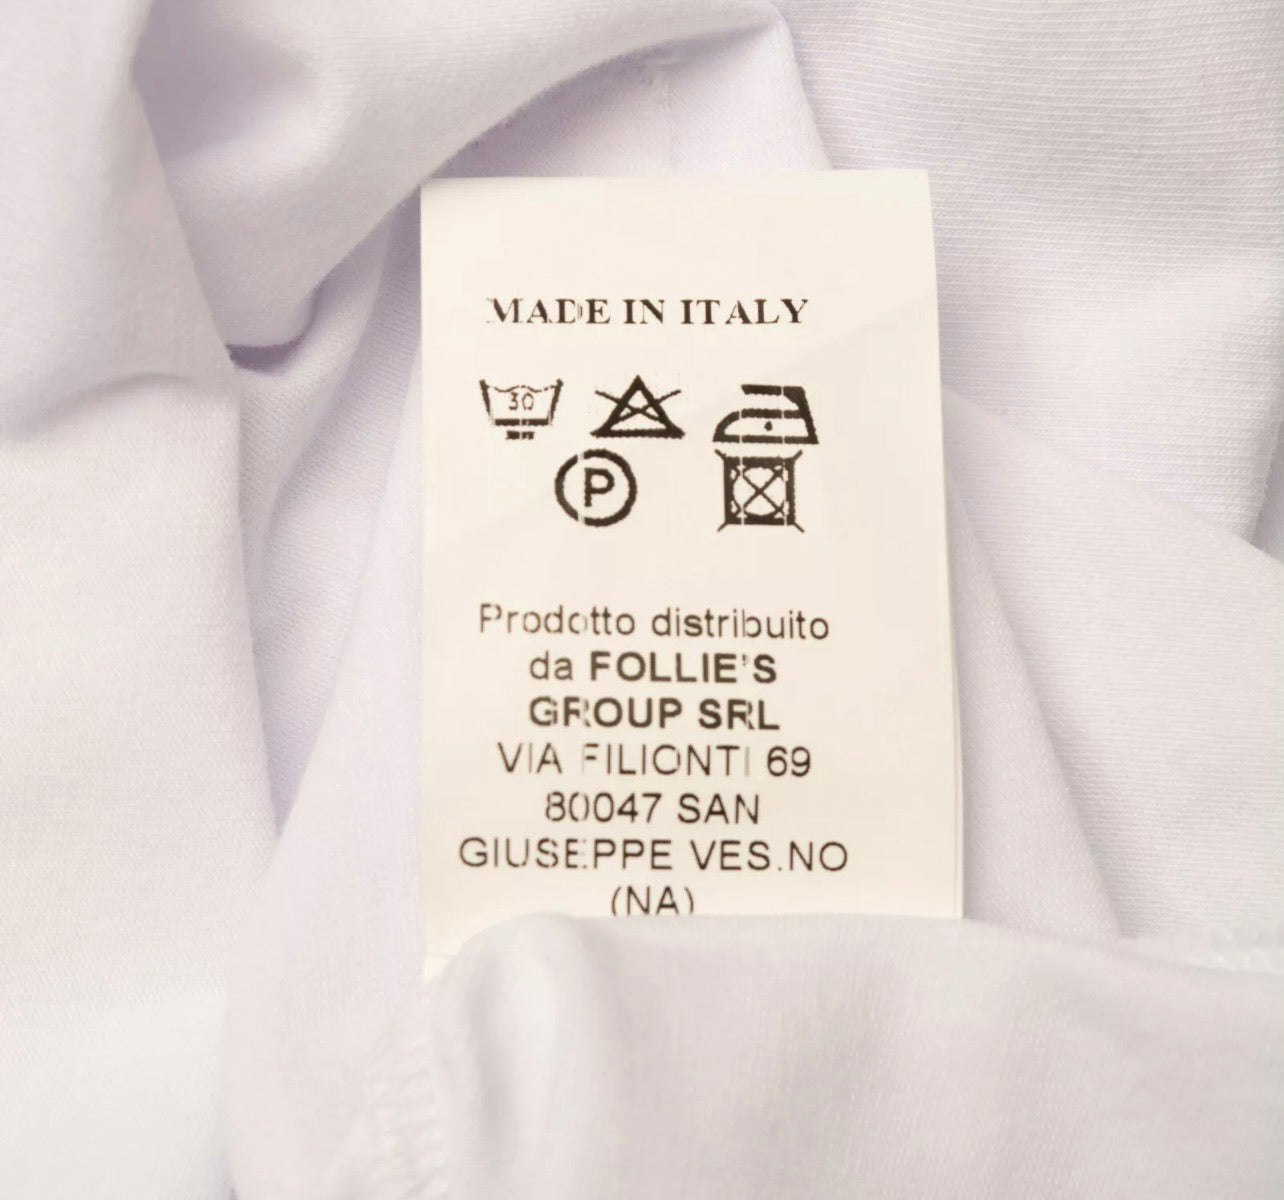 MADE IN ITALY
30
P
Prodotto distribuito
da FOLLIE'S
GROUP SRL
VIA FILIONTI 69
80047 SAN
GIUSEPPE VES.NO
(NA)